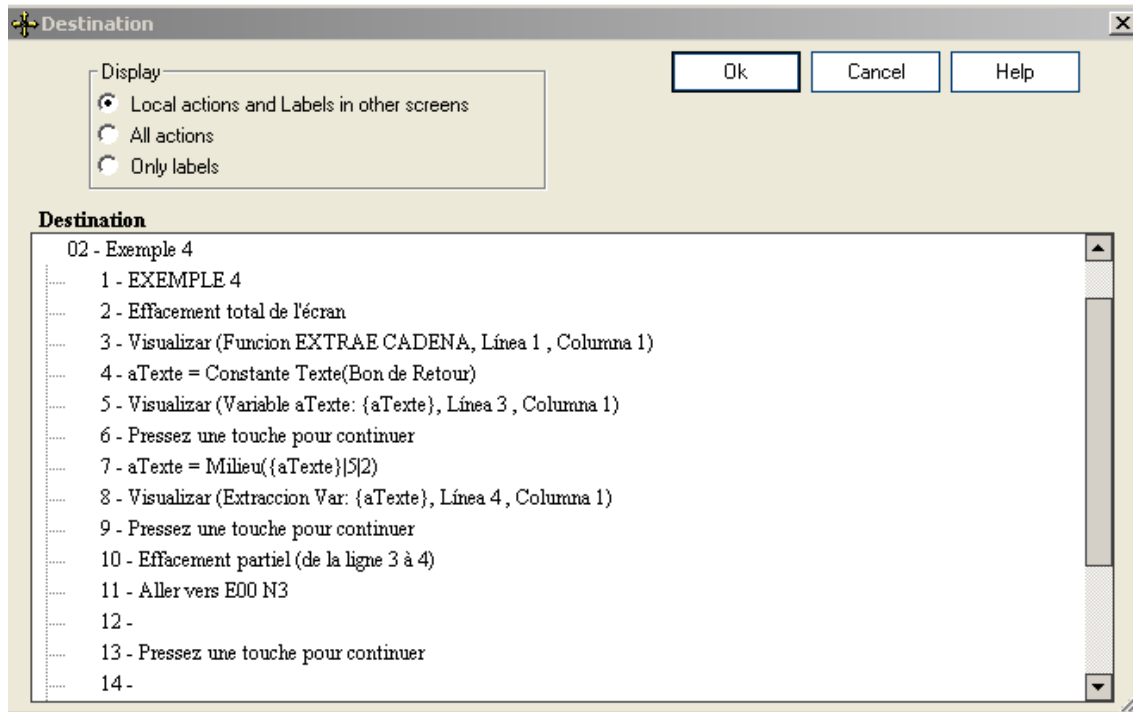 Destination
Display
Ok
Cancel
Help
Local actions and Labels in other screens
All actions
Only labels
Destination
02 - Exemple 4
1 - EXEMPLE 4
2 - Effacement total de l'écran
3 - Visualizar (Funcion EXTRAE CADENA, Línea 1 , Columna 1)
4 - aTexte = Constante Texte(Bon de Retour)
5 - Visualizar (Variable aTexte: {aTexte}, Línea 3 , Columna 1)
6 - Pressez une touche pour continuer
7 - aTexte = Milieu({aTexte}|5|2)
8 - Visualizar (Extraccion Var: {aTexte}, Línea 4 , Columna 1)
9 - Pressez une touche pour continuer
10 - Effacement partiel (de la ligne 3 à 4)
11 - Aller vers E00 N3
12 -
13 - Pressez une touche pour continuer
14 -